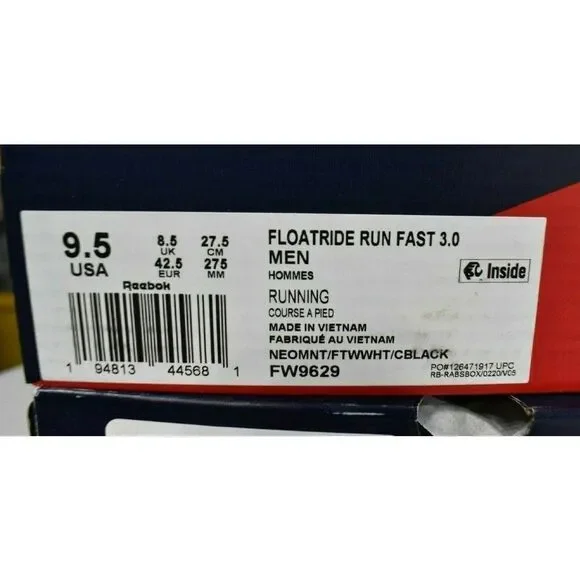 9.5
USA
8.5
UK
42.5
EUR
27.5
CM
275
MM
Reebok
1 94813 44568 1
FLOATRIDE RUN FAST 3.0
MEN
HOMMES
RUNNING
COURSE A PIED
MADE IN VIETNAM
FABRIQUÉ AU VIETNAM
NEOMNT/FTWWHT/CBLACK
FW9629
Inside
PO#126471917 UPC
RB-RABSBOX/0220/V05